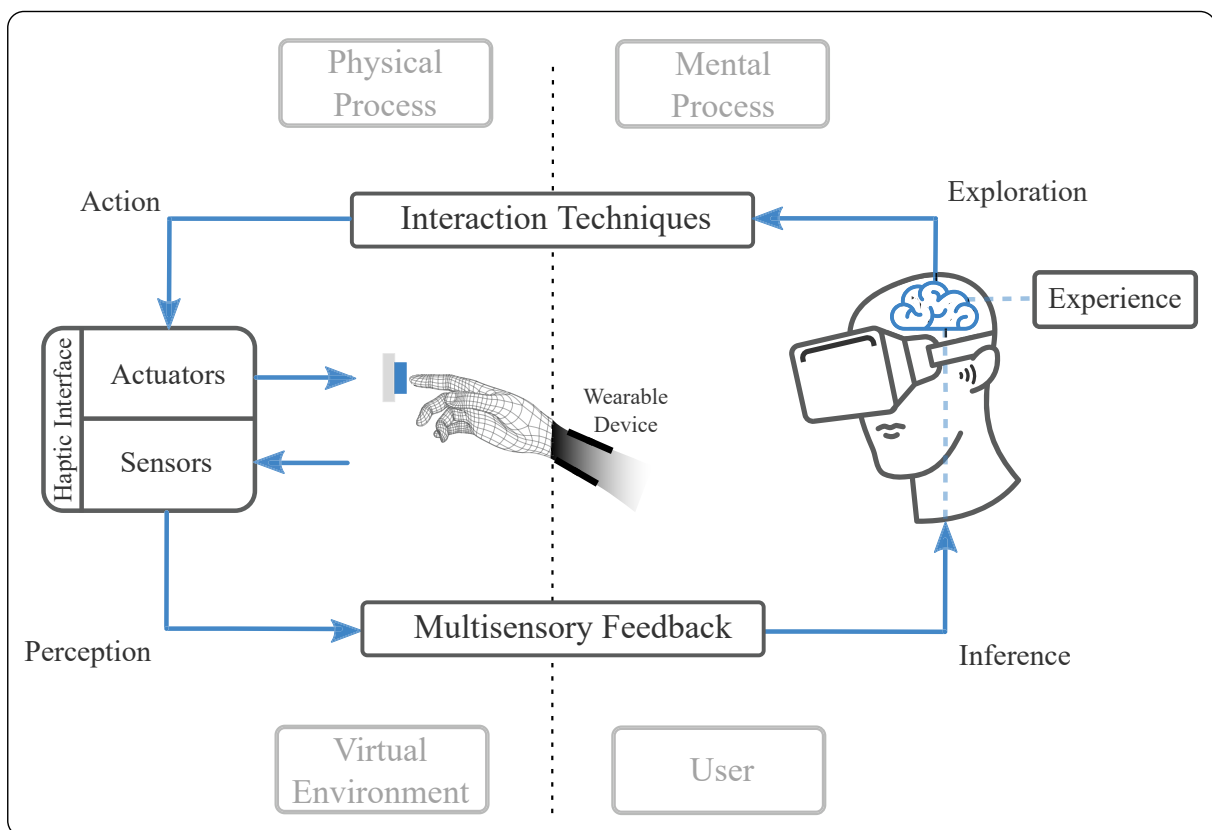 Physical
Process
Mental
Process
Action
Interaction Techniques
Exploration
Experience
Haptic Interface
Actuators
Sensors
Wearable
Device
Perception
Multisensory Feedback
Inference
Virtual
Environment
User